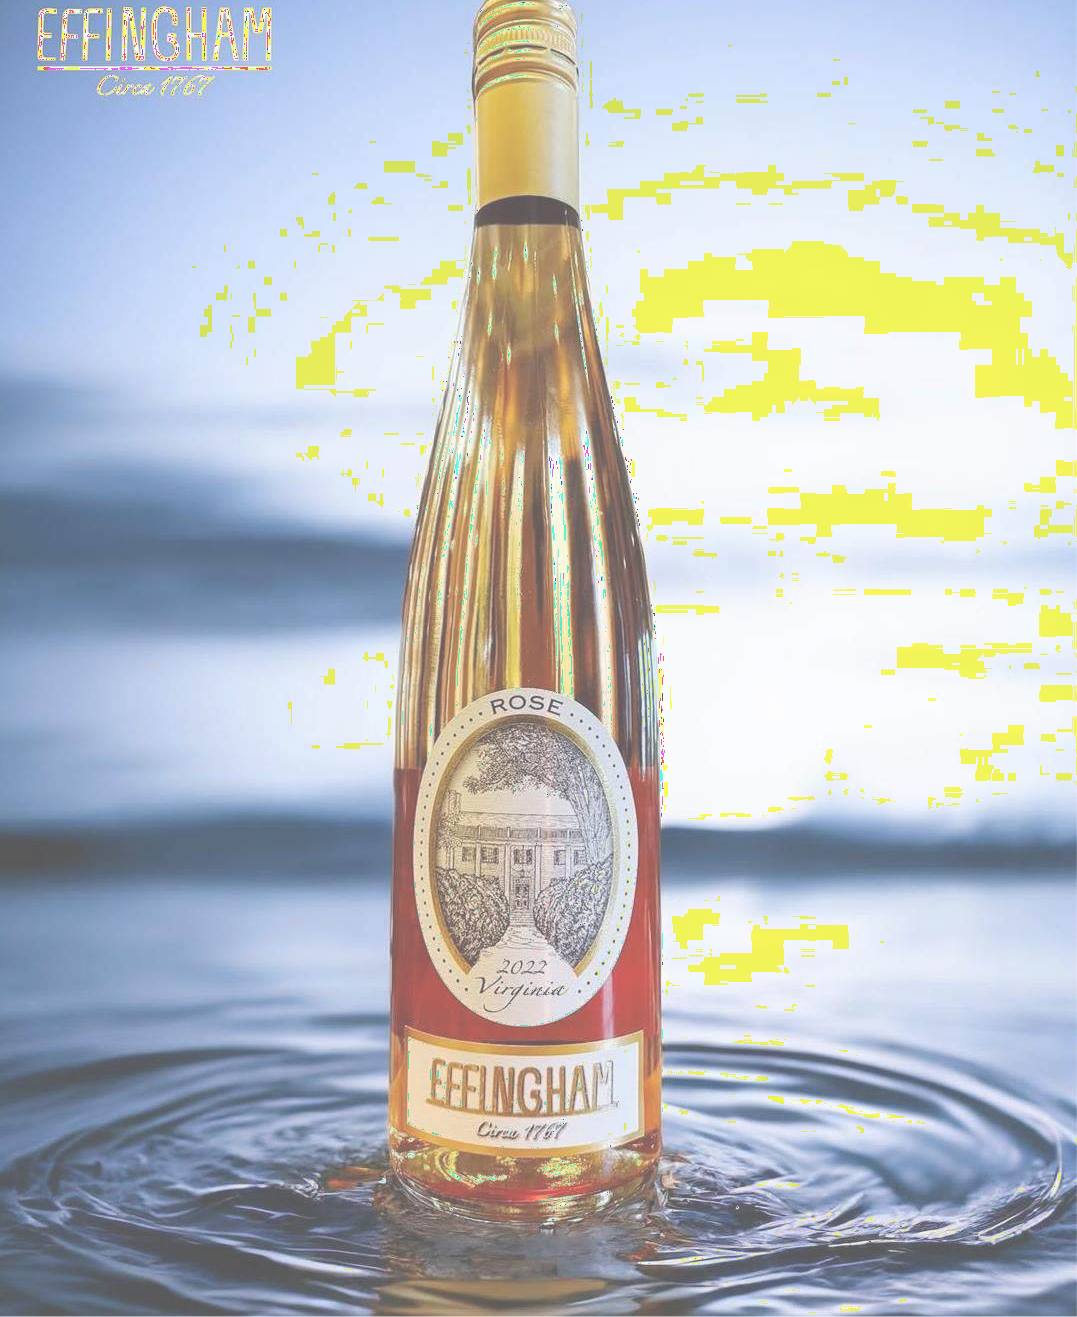 EFFINGHAM
Circa 1767
ROSE
2022
Virginia
EFFINGHAM
Circa 1767